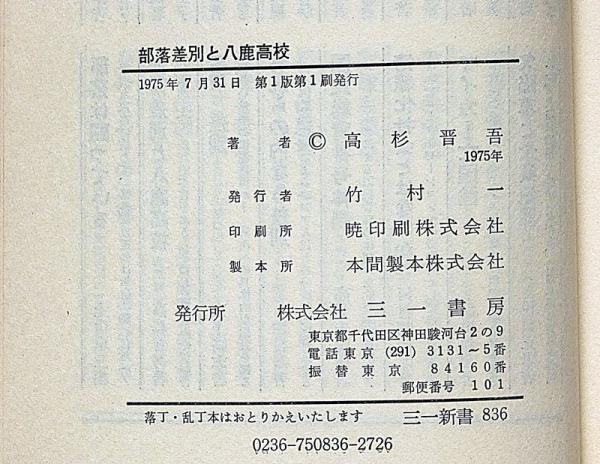 部落差別と八鹿高校
1975年7月31日 第1版第1刷発行
著者 © 高杉晋吾
1975年
発行者 竹村一
印刷所 暁印刷株式会社
製本所 本間製本株式会社
発行所 株式会社 三一書房
東京都千代田区神田駿河台2の9
電話東京 (291) 3131~5番
振替東京 84160番
郵便番号 101
落丁・乱丁本はおとりかえいたします 三一新書 836
0236-750836-2726